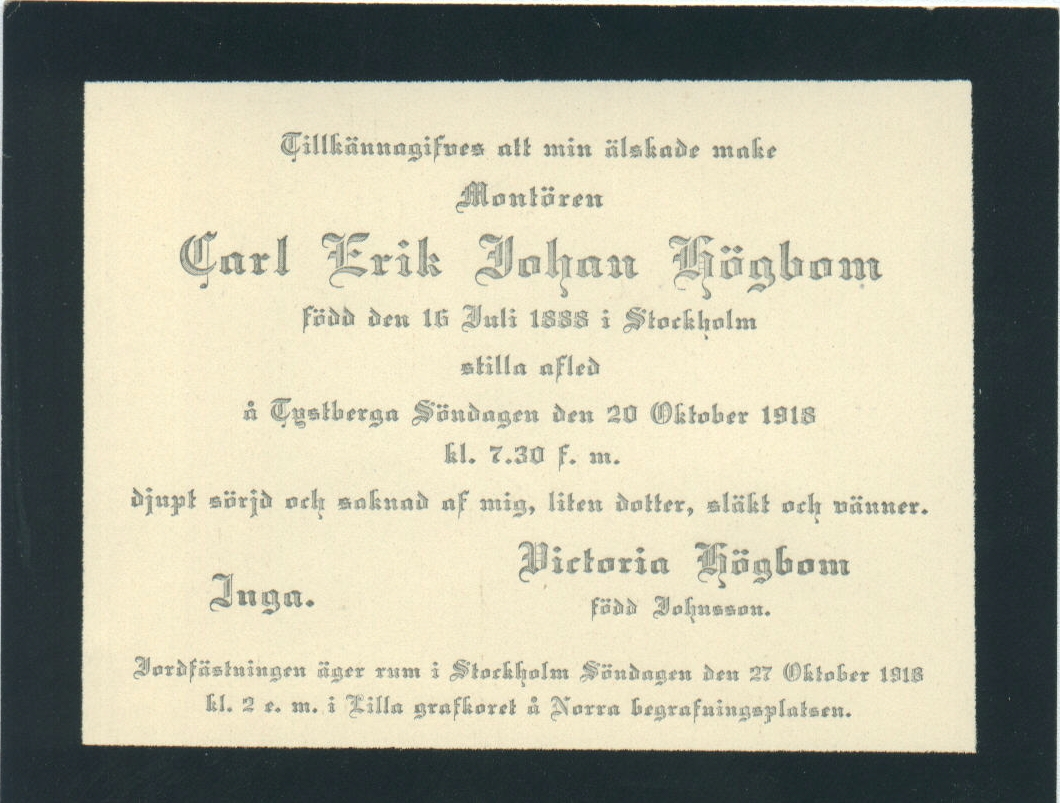 Tillkännagifves att min älskade make
Montören
Carl Erik Johan Högbom
född den 16 Juli 1888 i Stockholm
stilla afled
å Tystberga Söndagen den 20 Oktober 1918
kl. 7.30 f. m.
djupt sörjd och saknad af mig, liten dotter, släkt och vänner.
Victoria Högbom
född Johnsson.
Inga.
Jordfästningen äger rum i Stockholm Söndagen den 27 Oktober 1918
kl. 2 e. m. i Lilla grafkoret å Norra begrafningsplatsen.